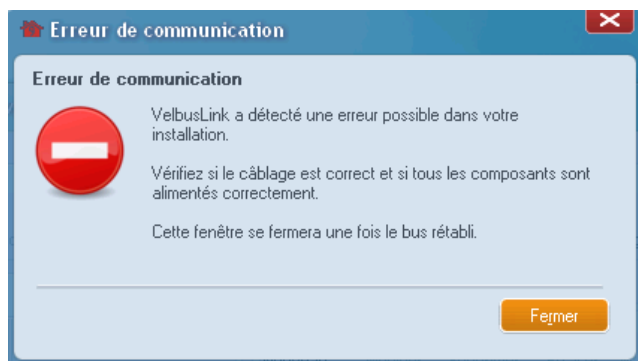 Erreur de communication
Erreur de communication
VelbusLink a détecté une erreur possible dans votre
installation.
Vérifiez si le câblage est correct et si tous les composants sont
alimentés correctement.
Cette fenêtre se fermera une fois le bus rétabli.
Fermer